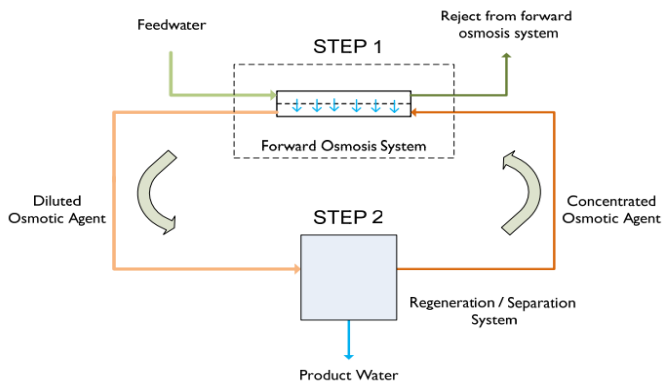 Feedwater
Reject from forward
osmosis system
STEP 1
Forward Osmosis System
Diluted
Osmotic Agent
Concentrated
Osmotic Agent
STEP 2
Regeneration / Separation
System
Product Water